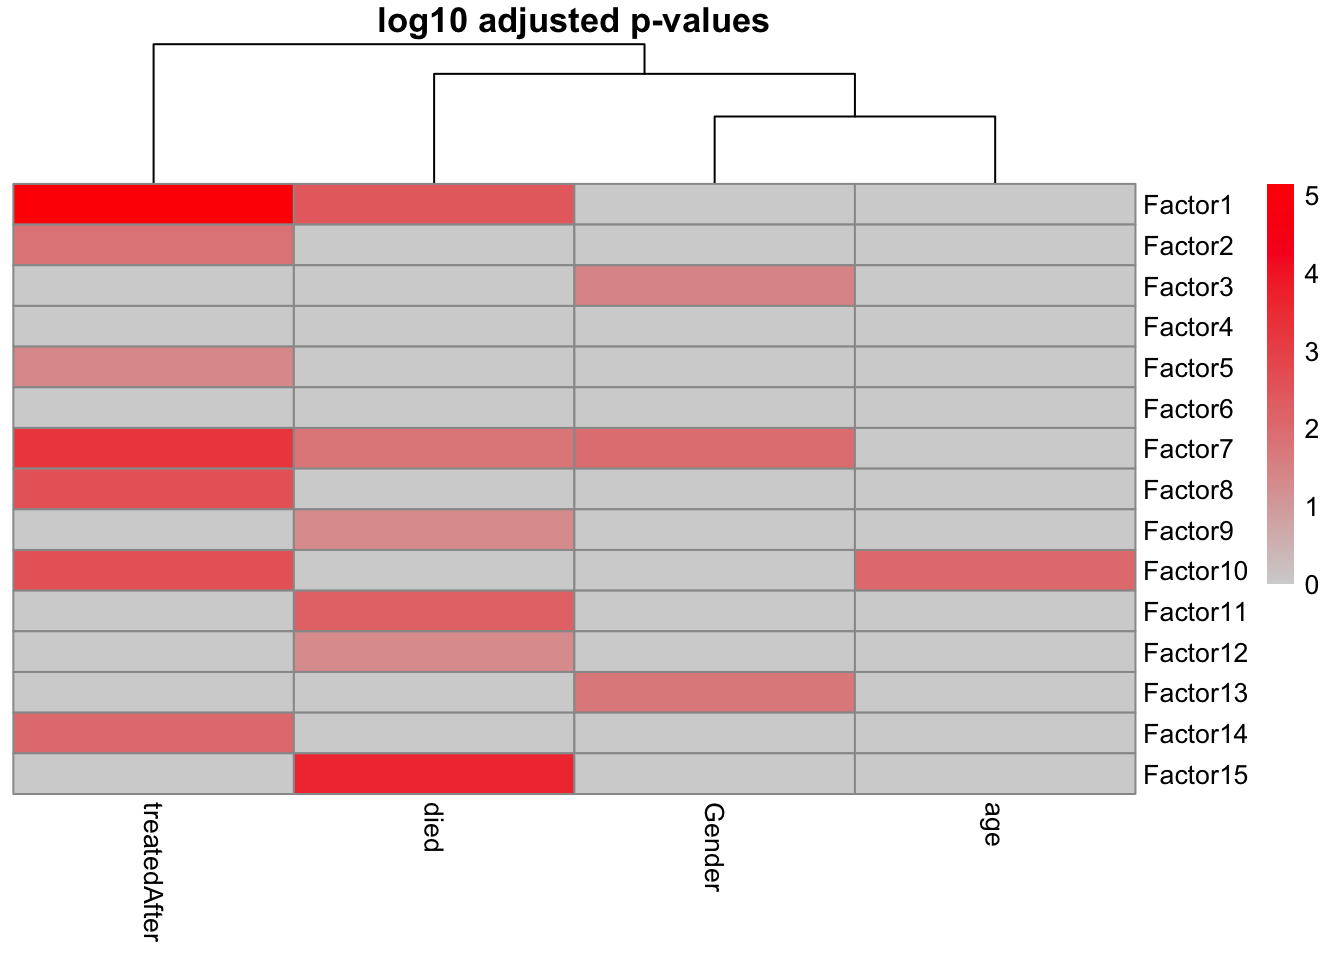 log10 adjusted p-values
Factor1
Factor2
Factor3
Factor4
Factor5
Factor6
Factor7
Factor8
Factor9
Factor10
Factor11
Factor12
Factor13
Factor14
Factor15
5
4
3
2
1
0
treatedAfter
died
Gender
age